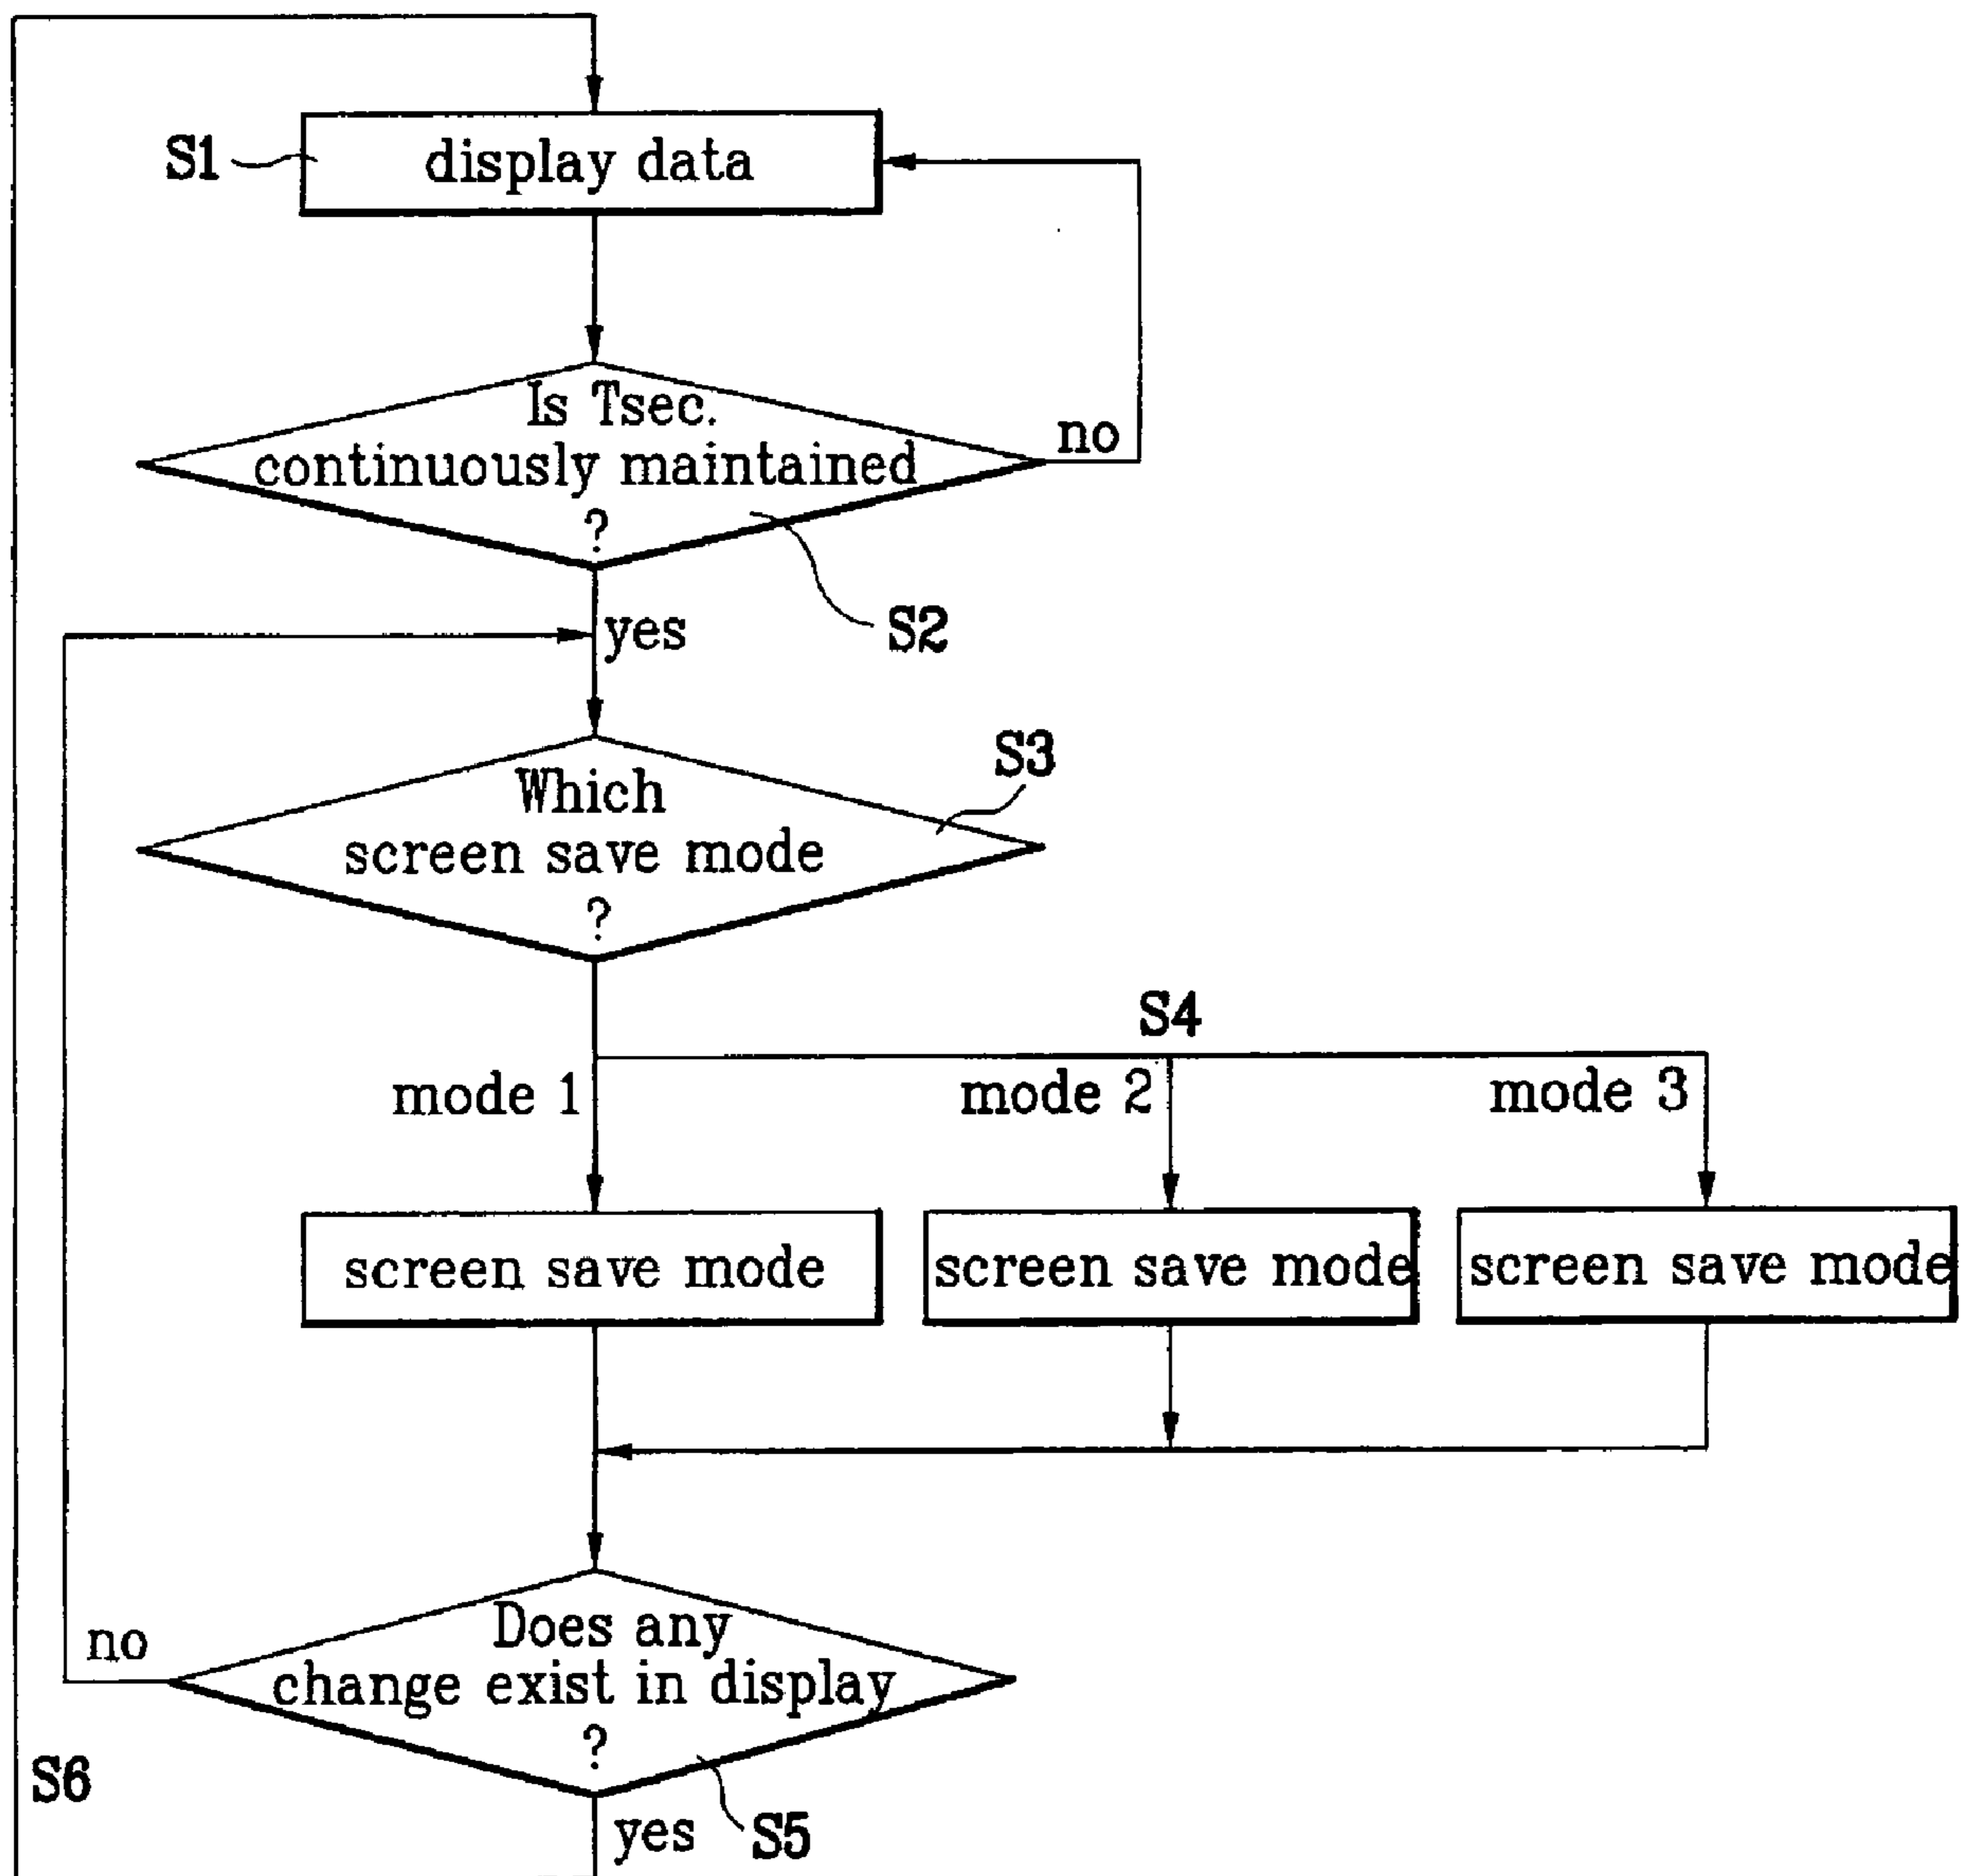 S1
display data
Is Tsec.
continuously maintained
?
no
yes
S2
Which
screen save mode
?
S3
S4
mode 1
mode 2
mode 3
screen save mode
screen save mode
screen save mode
Does any
change exist in display
?
no
S6
yes
S5